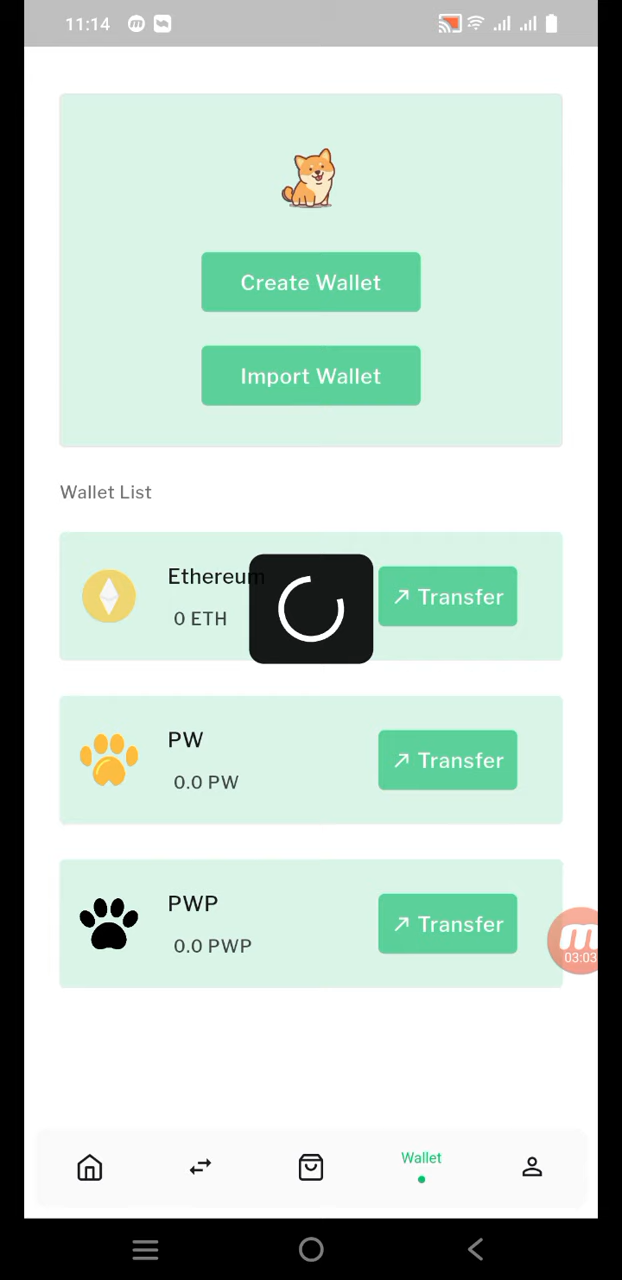 11:14
Create Wallet
Import Wallet
Wallet List
Ethereum
0 ETH
Transfer
PW
0.0 PW
Transfer
PWP
0.0 PWP
Transfer
03:03
Wallet